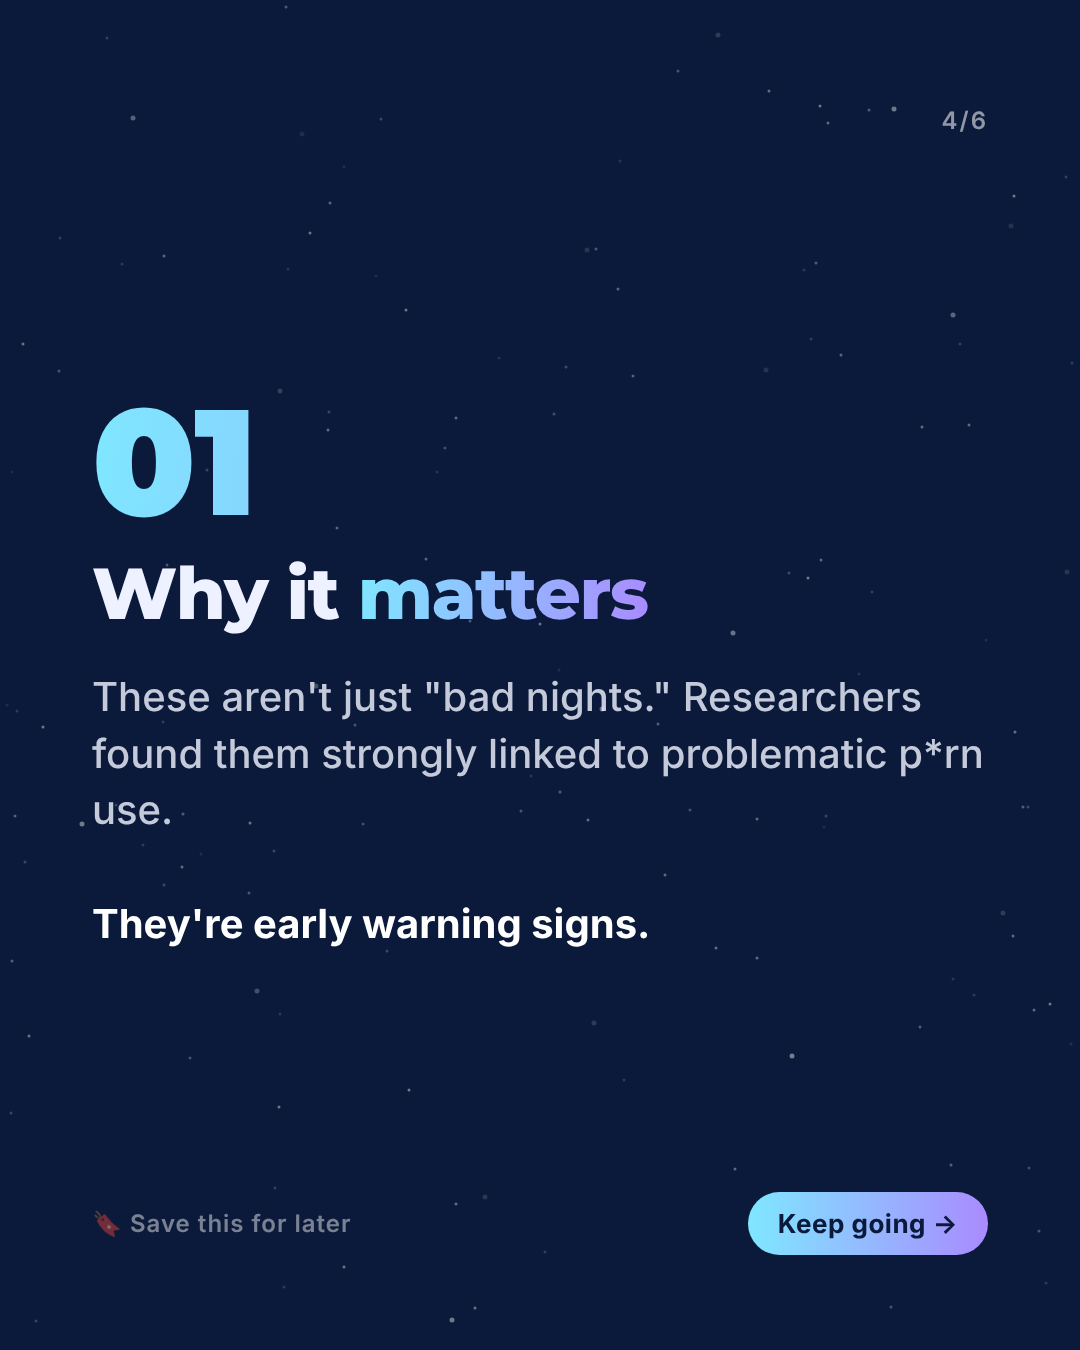 4/6
01
Why it matters
These aren't just "bad nights." Researchers
found them strongly linked to problematic p*rn
use.
They're early warning signs.
🔖 Save this for later
Keep going →